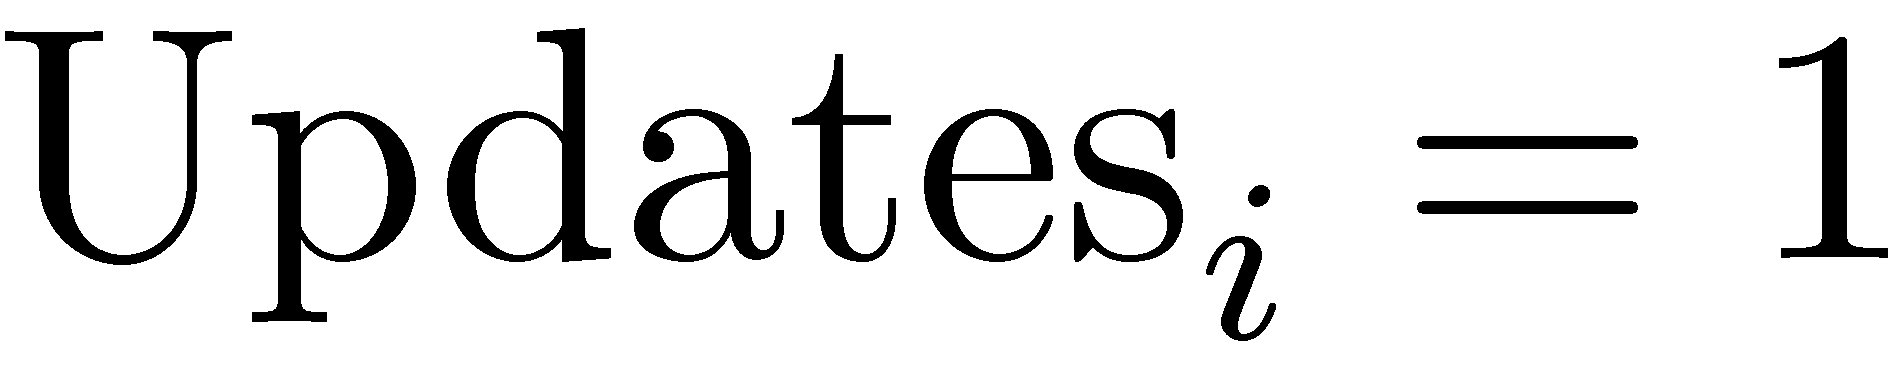 Updates_i = 1